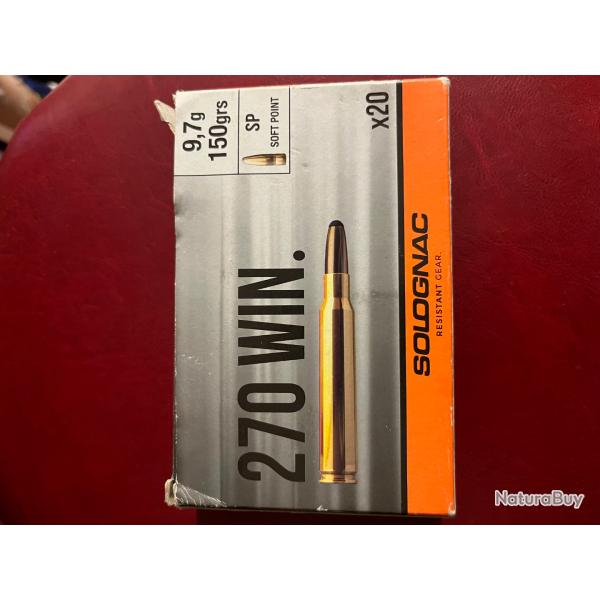 9,7g
150grs
SP
SOFT POINT
x20
270 WIN.
SOLOGNAC
RESISTANT GEAR.
NaturaBuy